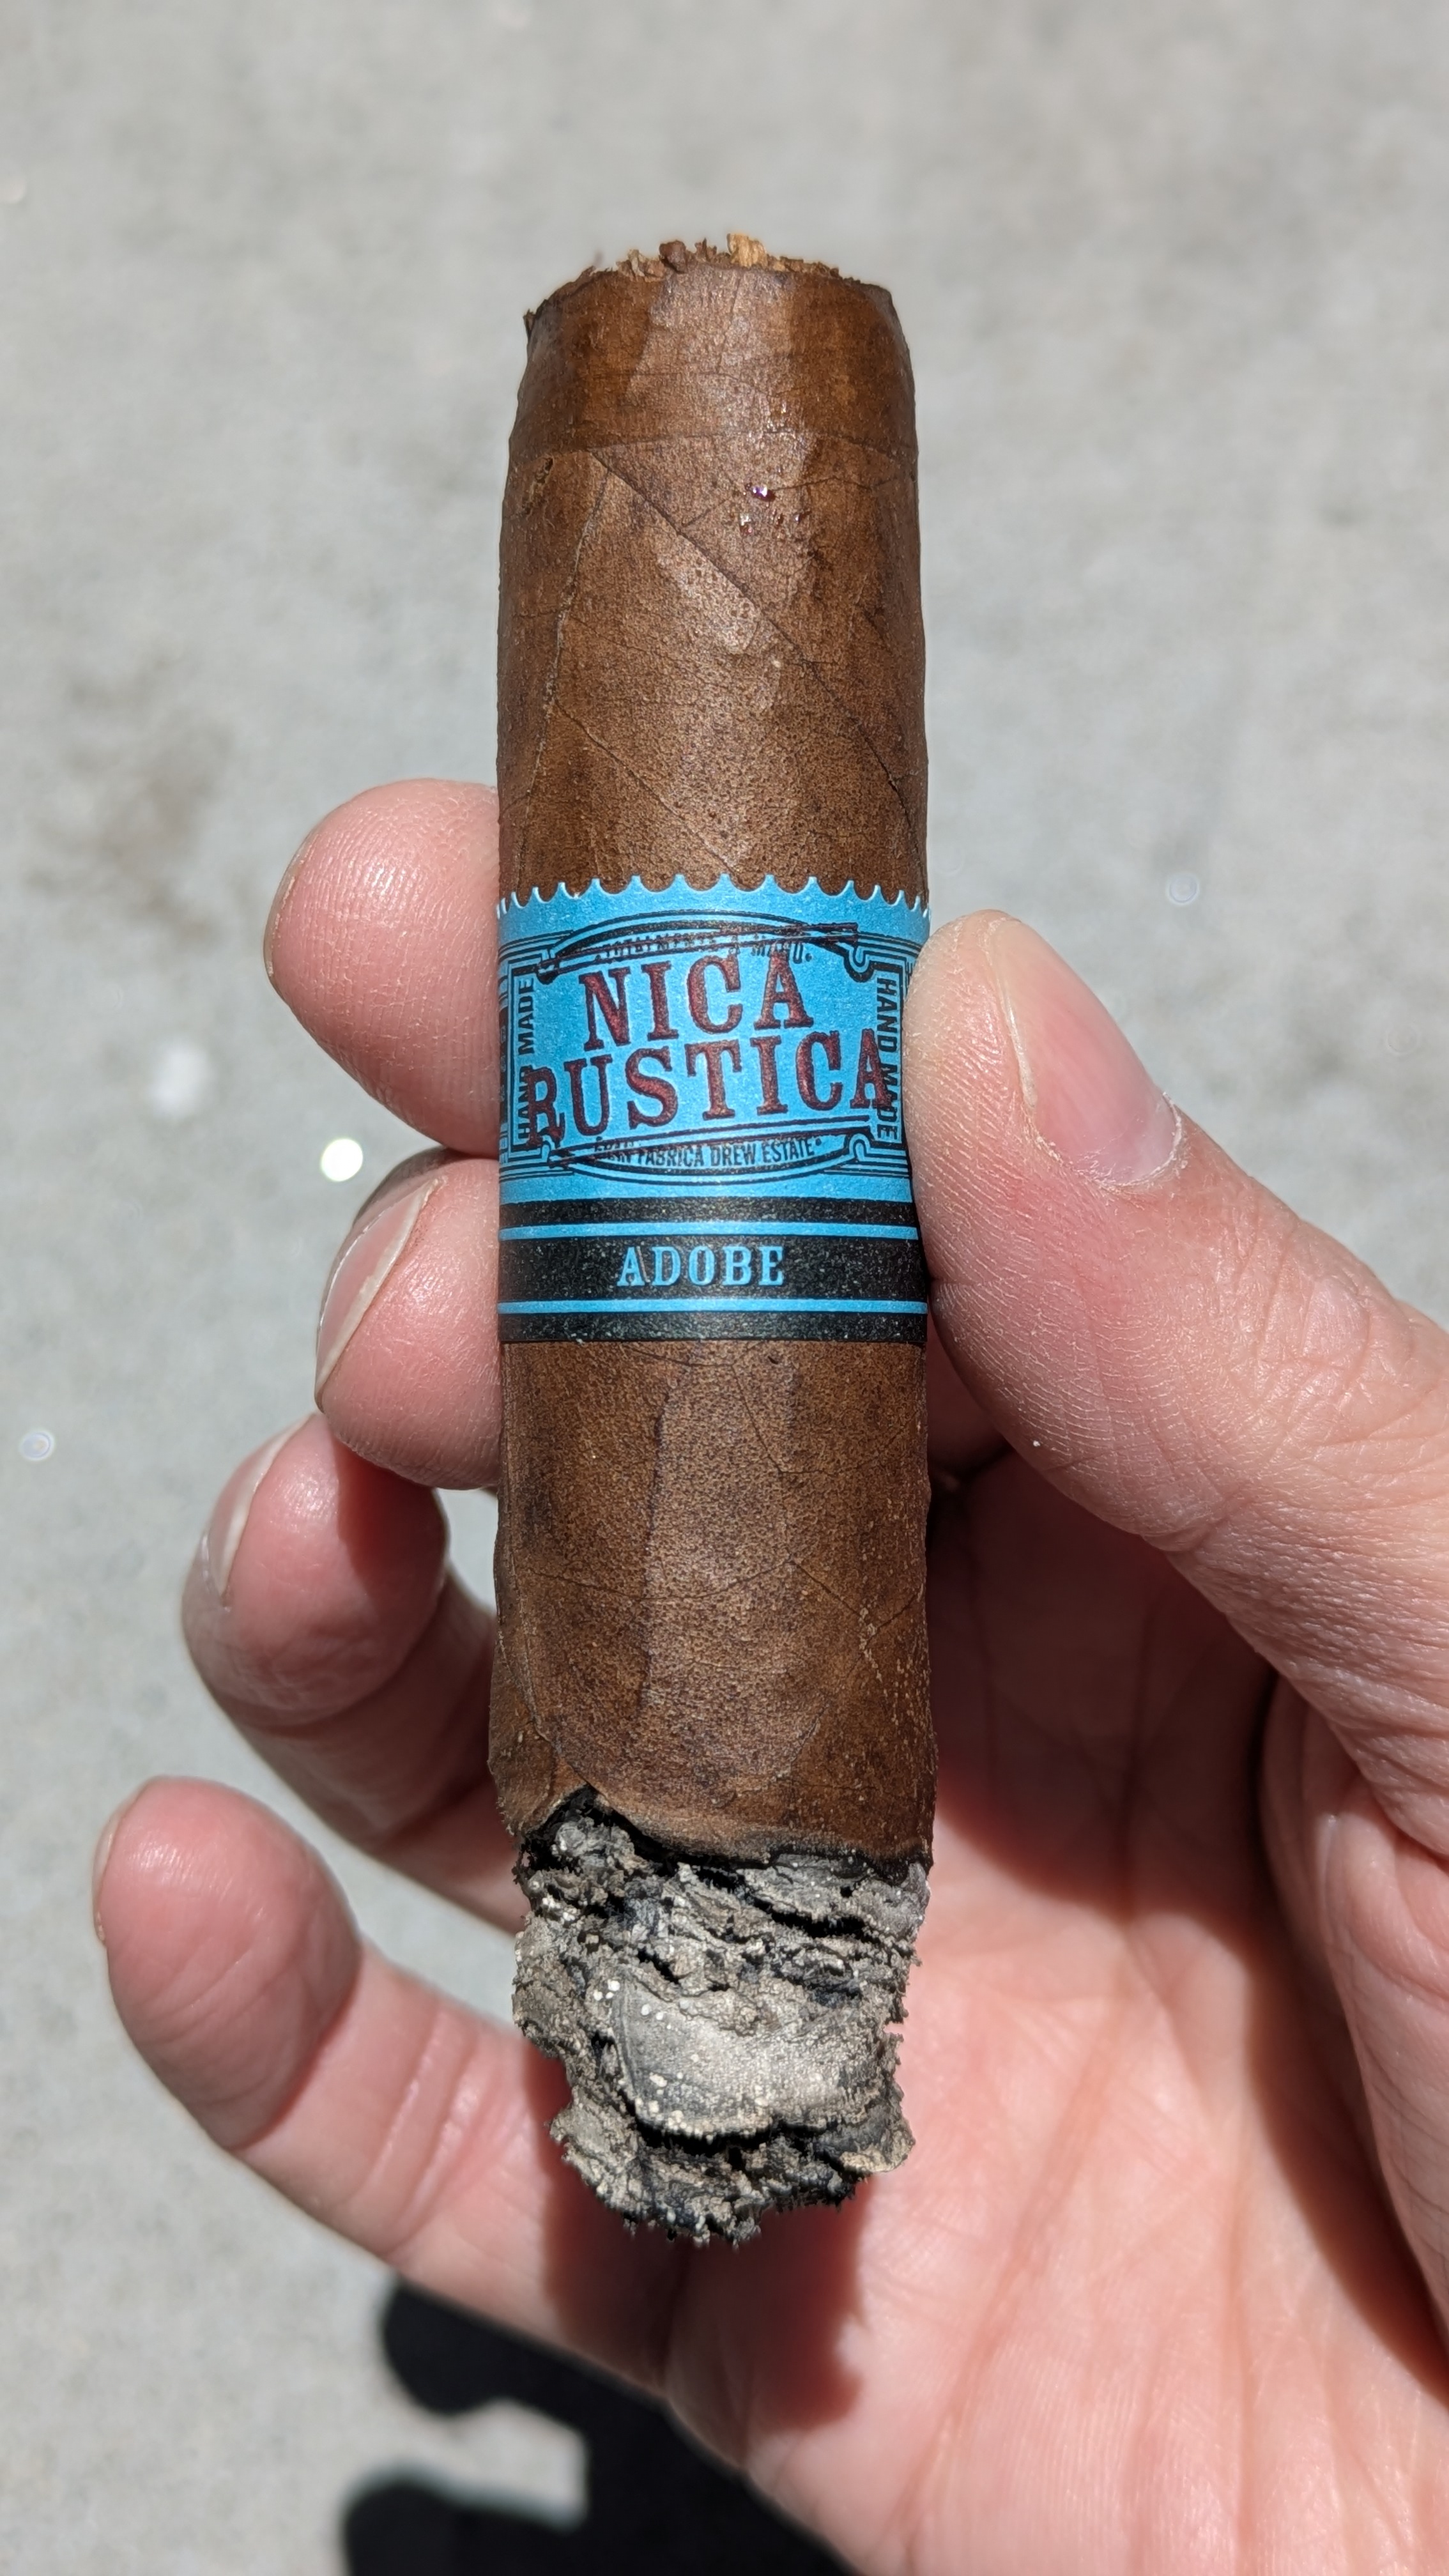 NICA
RUSTICA
HAND MADE
HAND MADE
FABRICA DREW ESTATE
ADOBE